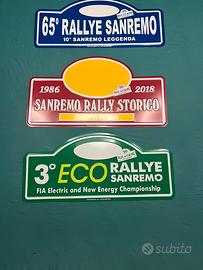 65° RALLYE SANREMO
10° SANREMO LEGGENDA
1986 2018
SANREMO RALLY STORICO
3° ECO RALLYE
SANREMO
FIA Electric and New Energy Championship
subito